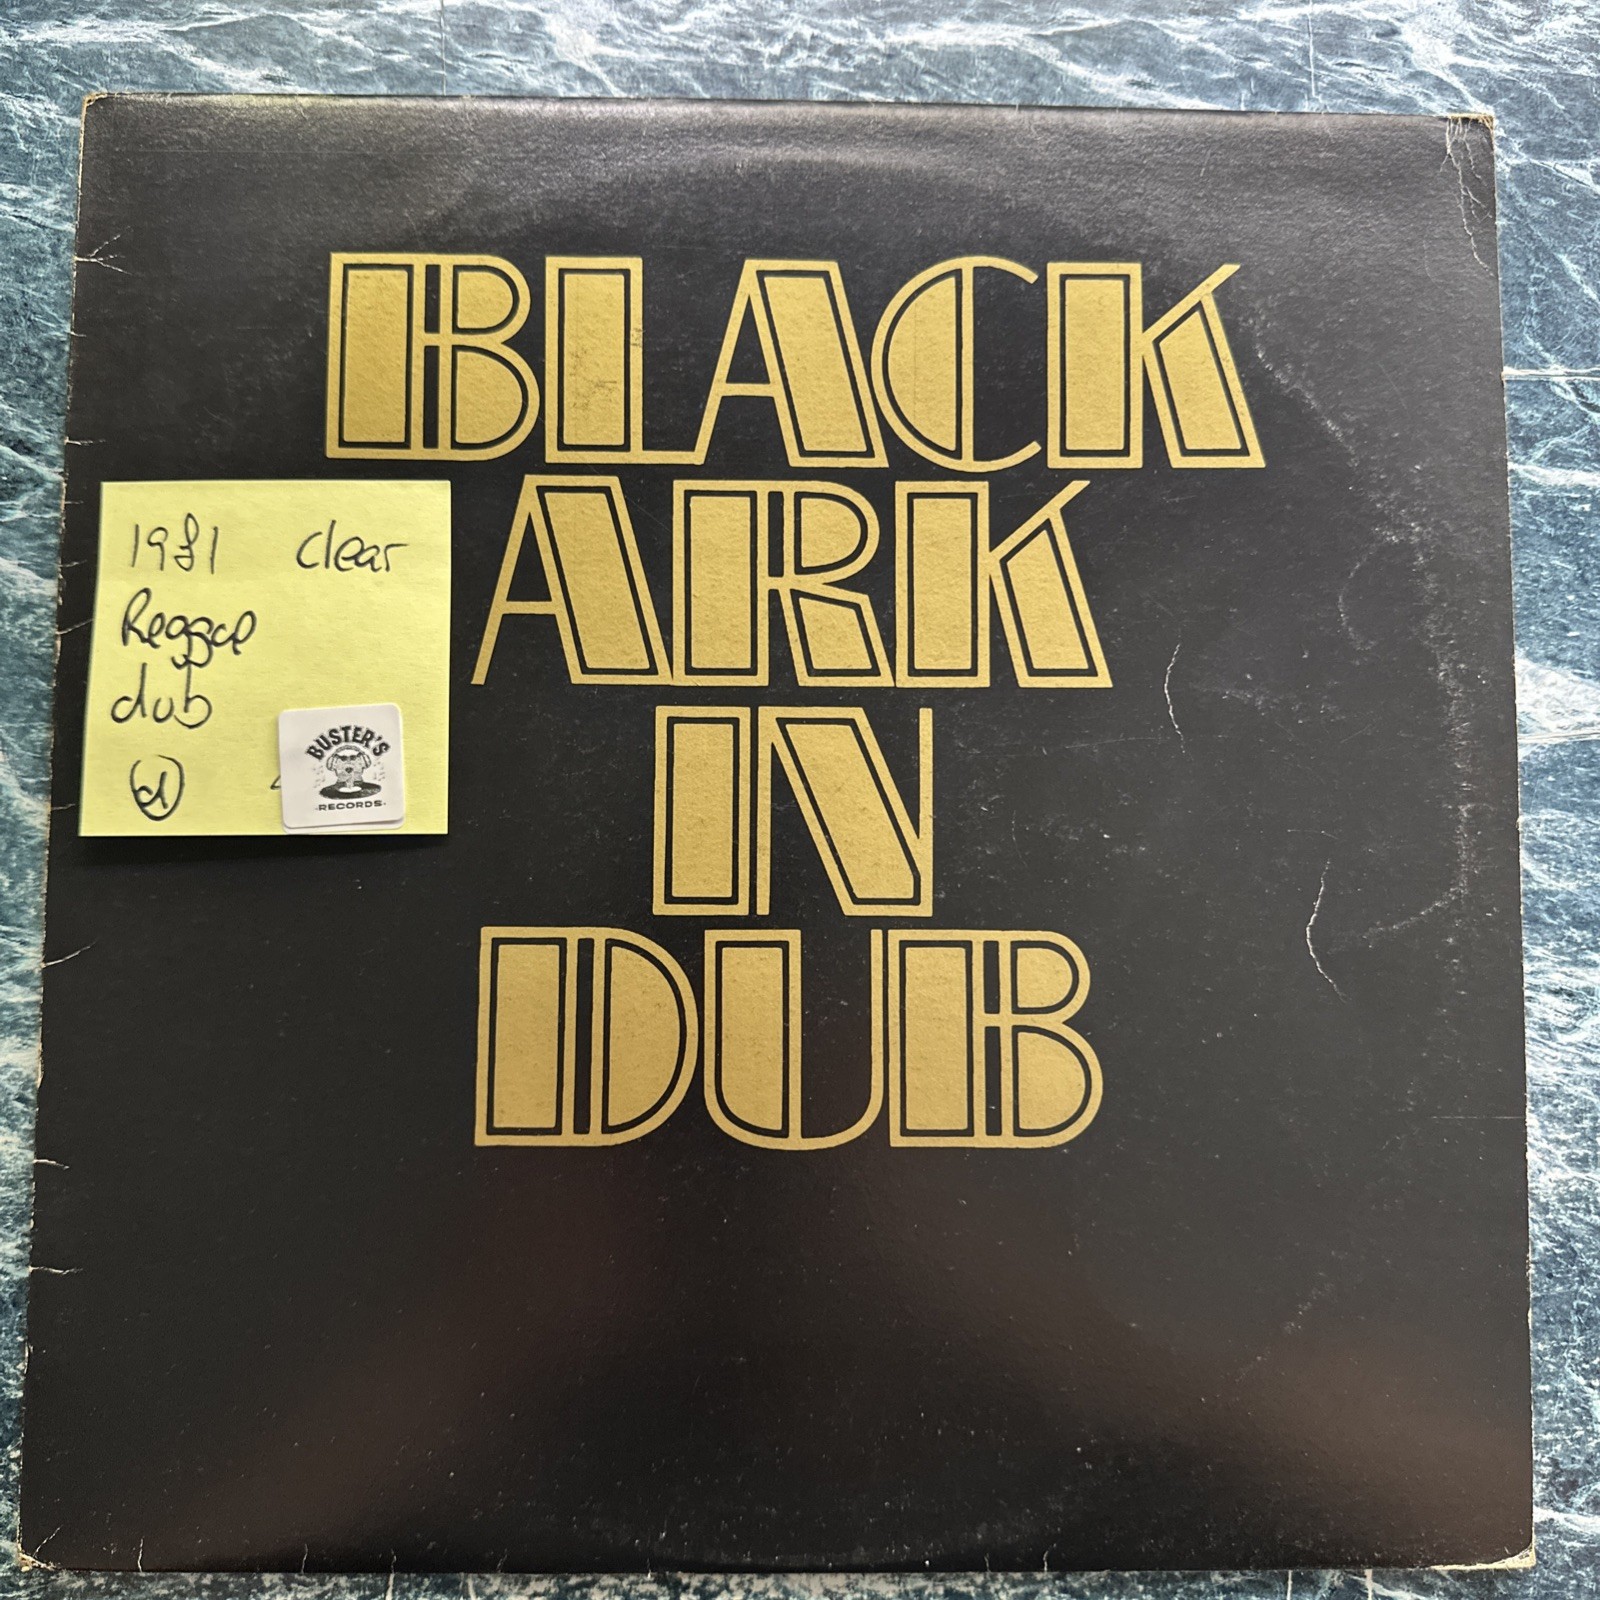 BLACK
ARK
IN
DUB
1981 clear
Reggae
dub
BUSTER'S
·RECORDS·